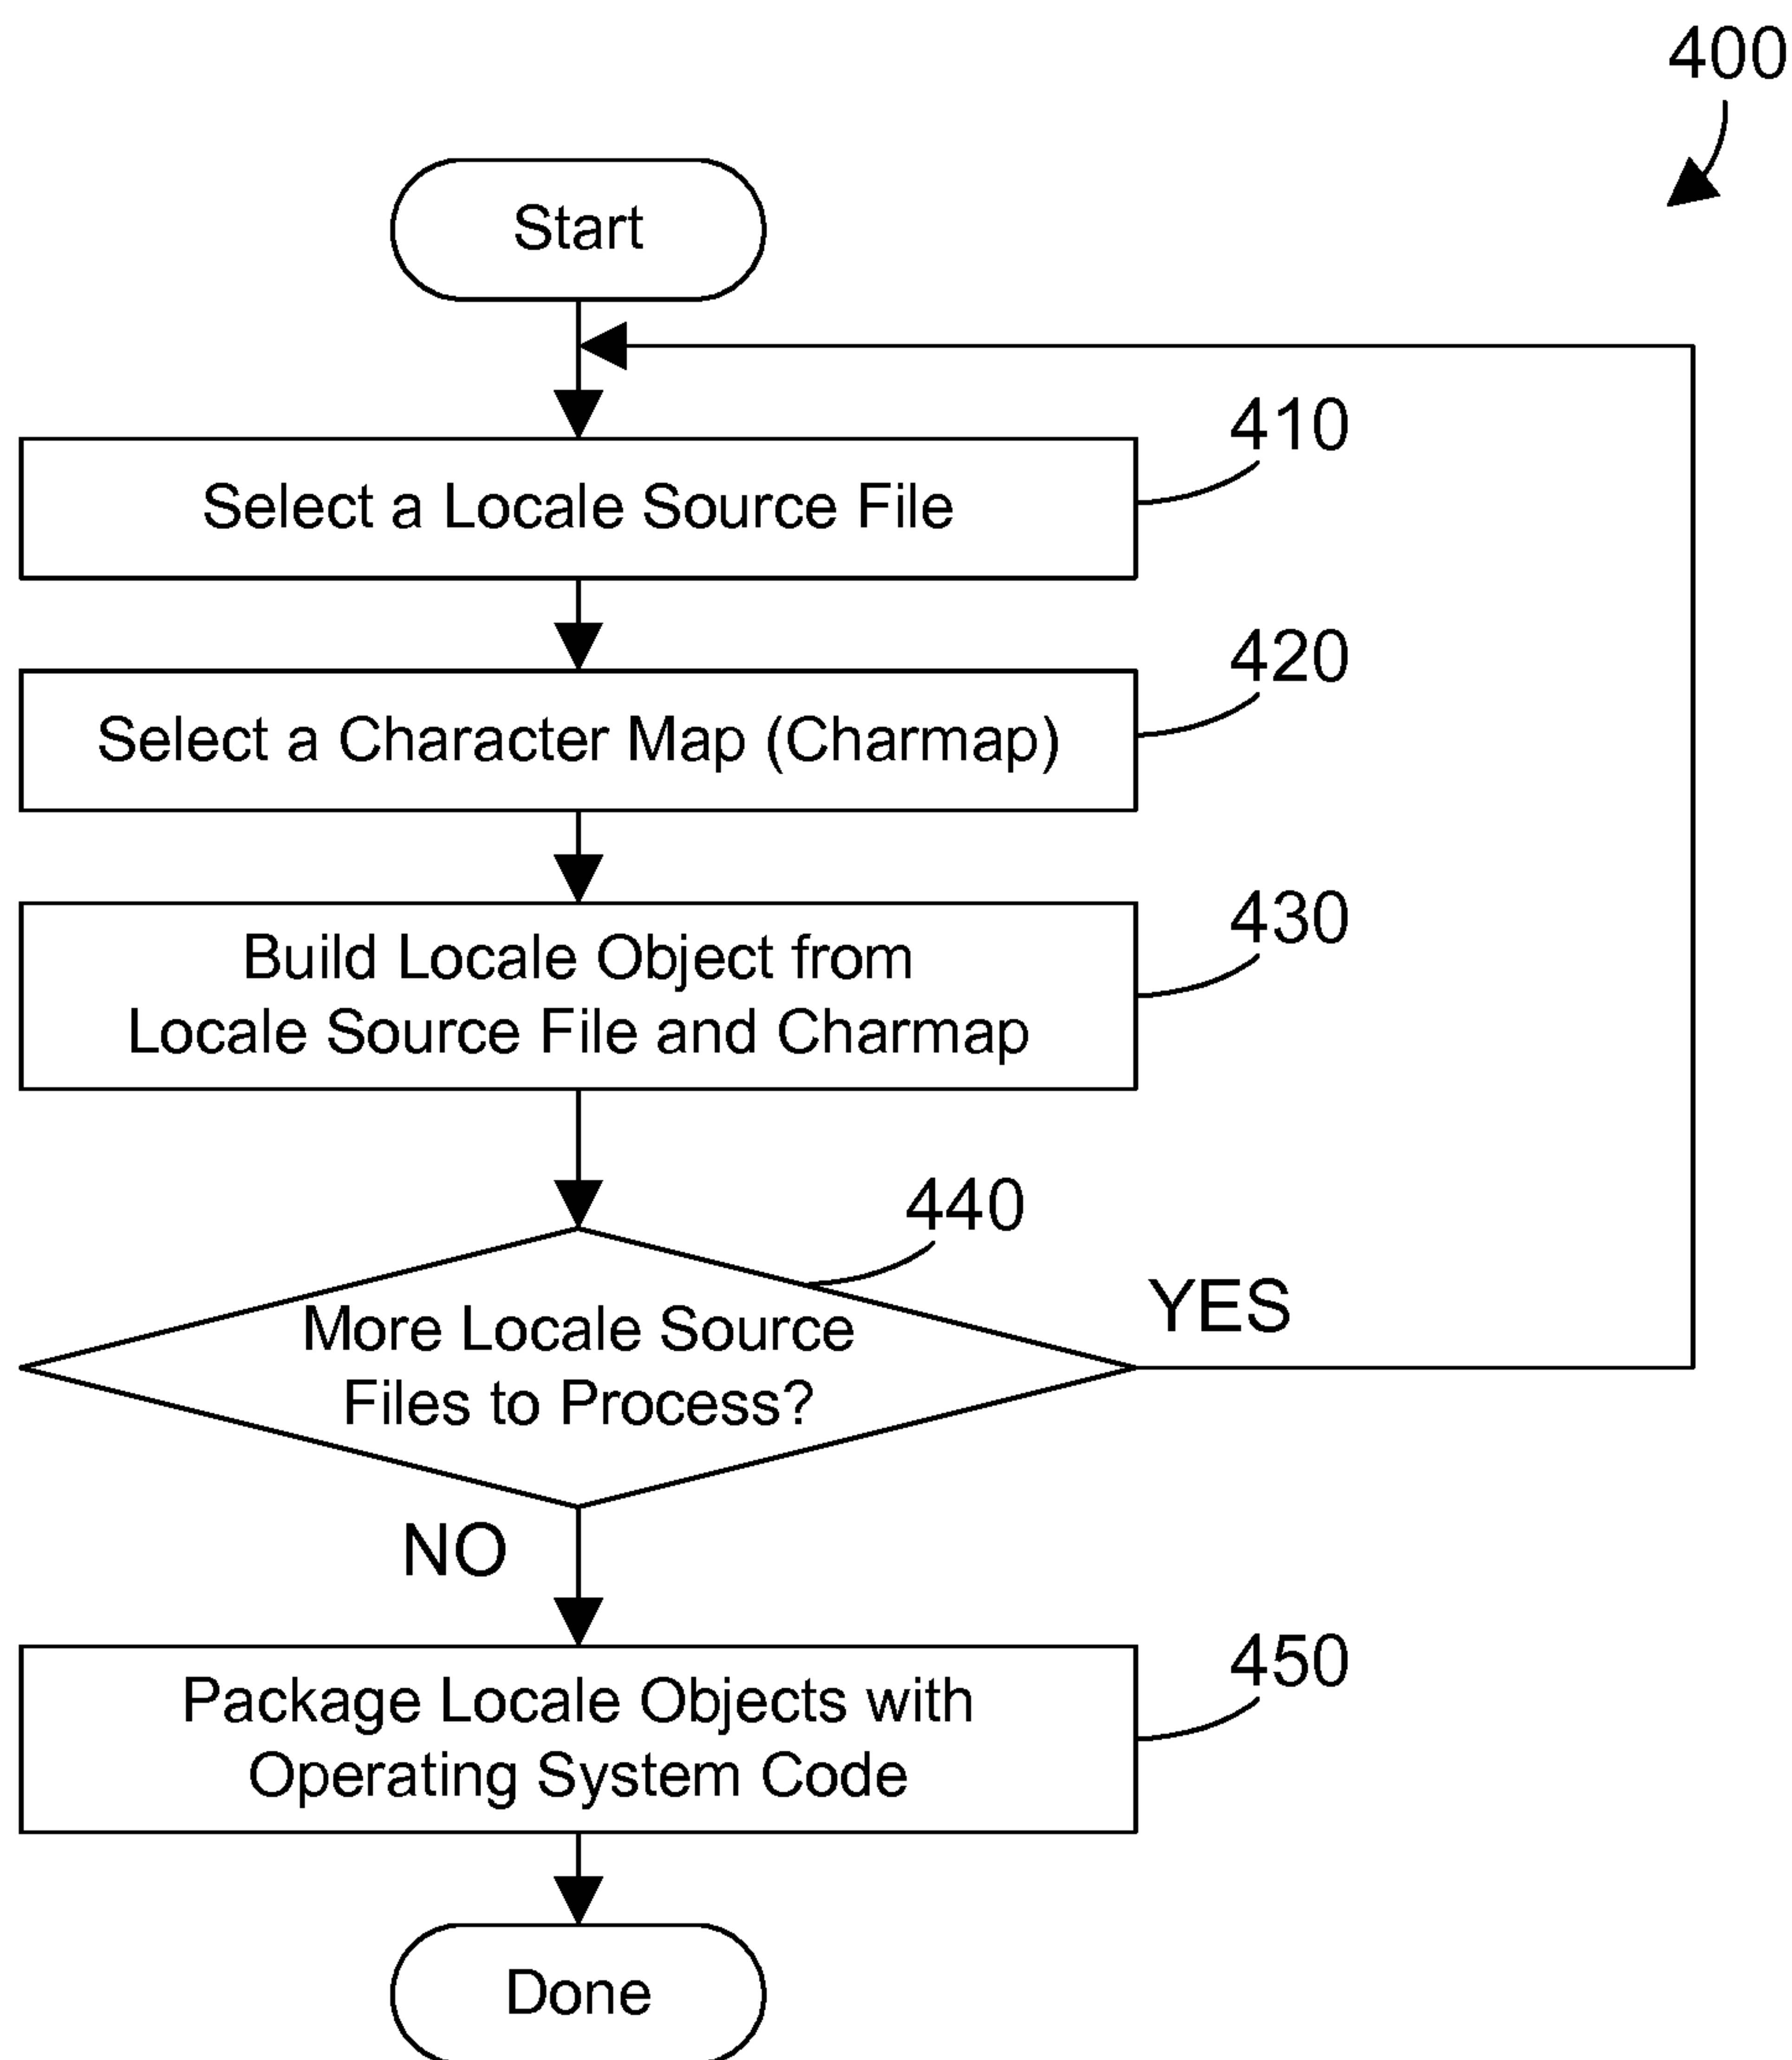 400
Start
410
Select a Locale Source File
420
Select a Character Map (Charmap)
430
Build Locale Object from
Locale Source File and Charmap
440
More Locale Source
Files to Process?
YES
NO
450
Package Locale Objects with
Operating System Code
Done